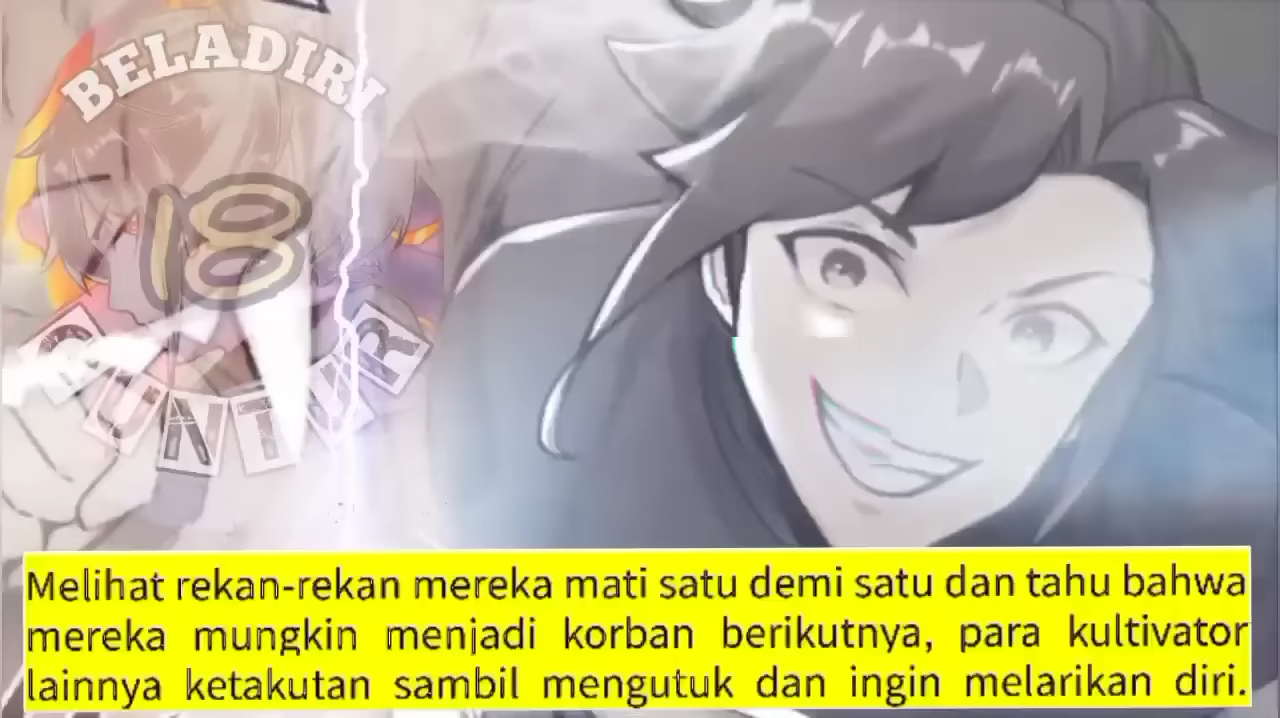 BELADIRI
18
GUNTUR
Melihat rekan-rekan mereka mati satu demi satu dan tahu bahwa
mereka mungkin menjadi korban berikutnya, para kultivator
lainnya ketakutan sambil mengutuk dan ingin melarikan diri.